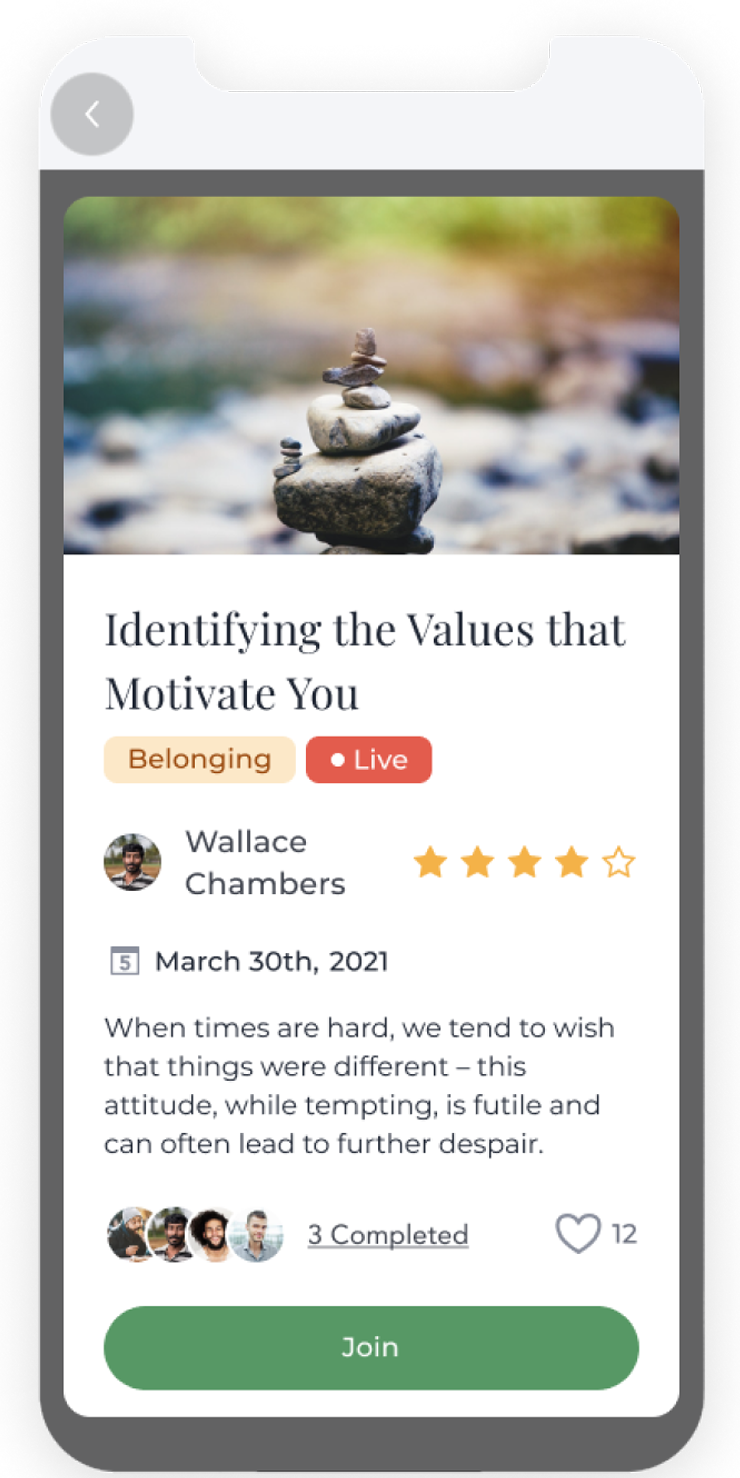 Identifying the Values that
Motivate You
Belonging
Live
Wallace
Chambers
5
March 30th, 2021
When times are hard, we tend to wish
that things were different – this
attitude, while tempting, is futile and
can often lead to further despair.
3 Completed
12
Join